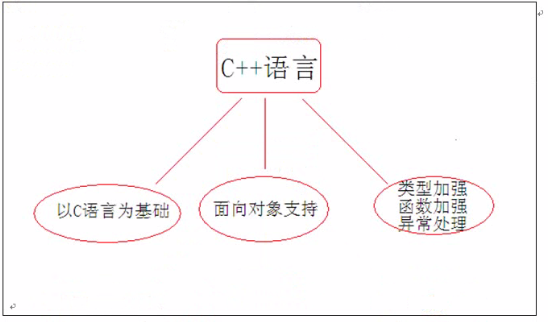 C++语言
以C语言为基础
面向对象支持
类型加强
函数加强
异常处理